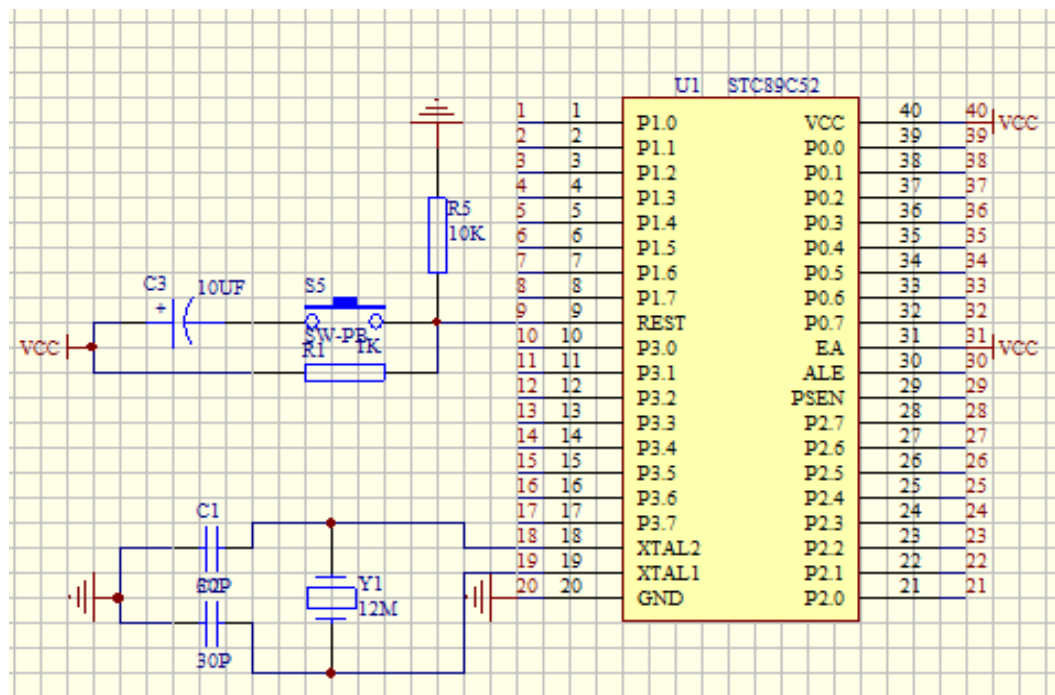 U1 STC89C52
1 1 P1.0 VCC 40 40 VCC
2 2 P1.1 P0.0 39 39
3 3 P1.2 P0.1 38 38
4 4 P1.3 P0.2 37 37
5 5 P1.4 P0.3 36 36
6 6 P1.5 P0.4 35 35
7 7 P1.6 P0.5 34 34
8 8 P1.7 P0.6 33 33
9 9 REST P0.7 32 32
10 10 P3.0 EA 31 31 VCC
11 11 P3.1 ALE 30 30
12 12 P3.2 PSEN 29 29
13 13 P3.3 P2.7 28 28
14 14 P3.4 P2.6 27 27
15 15 P3.5 P2.5 26 26
16 16 P3.6 P2.4 25 25
17 17 P3.7 P2.3 24 24
18 18 XTAL2 P2.2 23 23
19 19 XTAL1 P2.1 22 22
20 20 GND P2.0 21 21
R5
10K
C3 10UF S5
+
SW-PB
VCC R1 1K
C1
Y1
12M
30P